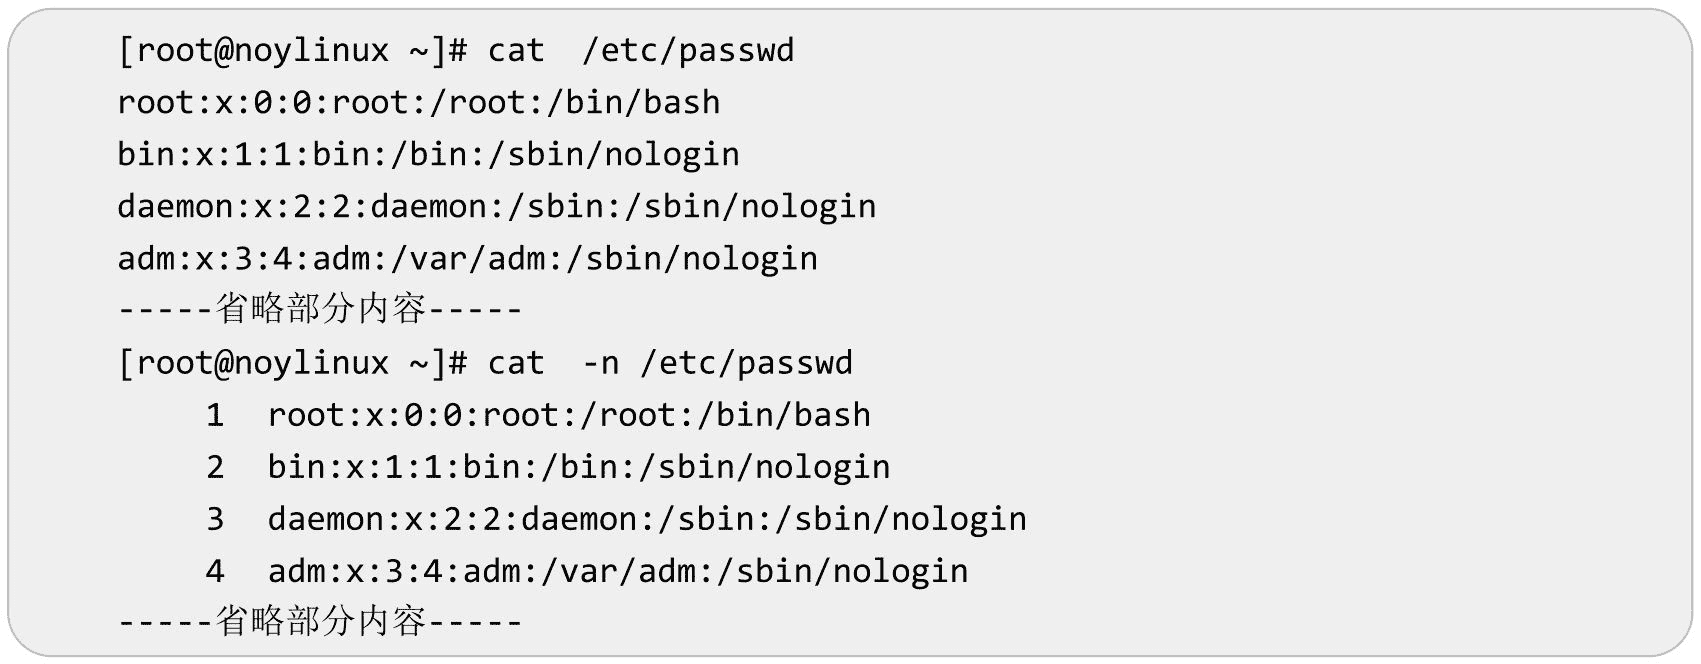 [root@noylinux ~]# cat  /etc/passwd
root:x:0:0:root:/root:/bin/bash
bin:x:1:1:bin:/bin:/sbin/nologin
daemon:x:2:2:daemon:/sbin:/sbin/nologin
adm:x:3:4:adm:/var/adm:/sbin/nologin
-----省略部分内容-----
[root@noylinux ~]# cat  -n /etc/passwd
1  root:x:0:0:root:/root:/bin/bash
2  bin:x:1:1:bin:/bin:/sbin/nologin
3  daemon:x:2:2:daemon:/sbin:/sbin/nologin
4  adm:x:3:4:adm:/var/adm:/sbin/nologin
-----省略部分内容-----